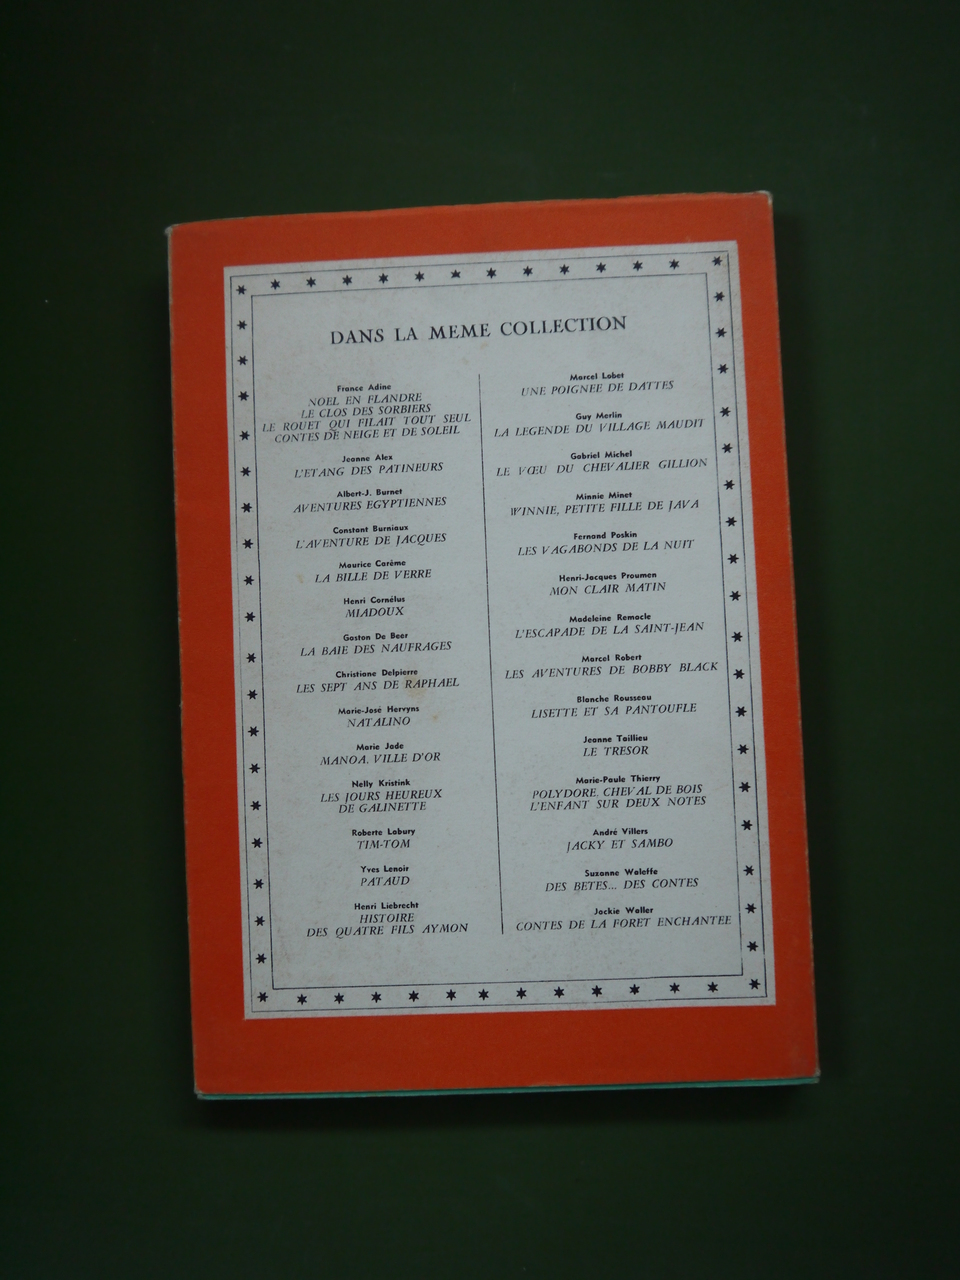 DANS LA MEME COLLECTION
France Adine
NOEL EN FLANDRE
LE CLOS DES SORBIERS
LE ROUET QUI FILAIT TOUT SEUL
CONTES DE NEIGE ET DE SOLEIL
Jeanne Alex
L'ETANG DES PATINEURS
Albert-J. Burnet
AVENTURES EGYPTIENNES
Constant Burniaux
L'AVENTURE DE JACQUES
Maurice Carême
LA BILLE DE VERRE
Henri Cornélus
MIADOUX
Gaston De Beer
LA BAIE DES NAUFRAGES
Christiane Delpierre
LES SEPT ANS DE RAPHAEL
Marie-José Hervyns
NATALINO
Marie Jade
MANOA, VILLE D'OR
Nelly Kristink
LES JOURS HEUREUX
DE GALINETTE
Roberte Labury
TIM-TOM
Yves Lenoir
PATAUD
Henri Liebrecht
HISTOIRE
DES QUATRE FILS AYMON
Marcel Lobet
UNE POIGNEE DE DATTES
Guy Merlin
LA LEGENDE DU VILLAGE MAUDIT
Gabriel Michel
LE VŒU DU CHEVALIER GILLION
Minnie Minet
WINNIE, PETITE FILLE DE JAVA
Fernand Poskin
LES VAGABONDS DE LA NUIT
Henri-Jacques Proumen
MON CLAIR MATIN
Madeleine Remacle
L'ESCAPADE DE LA SAINT-JEAN
Marcel Robert
LES AVENTURES DE BOBBY BLACK
Blanche Rousseau
LISETTE ET SA PANTOUFLE
Jeanne Taillieu
LE TRESOR
Marie-Paule Thierry
POLYDORE, CHEVAL DE BOIS
L'ENFANT SUR DEUX NOTES
André Villers
JACKY ET SAMBO
Suzanne Waleffe
DES BETES... DES CONTES
Jackie Waller
CONTES DE LA FORET ENCHANTEE